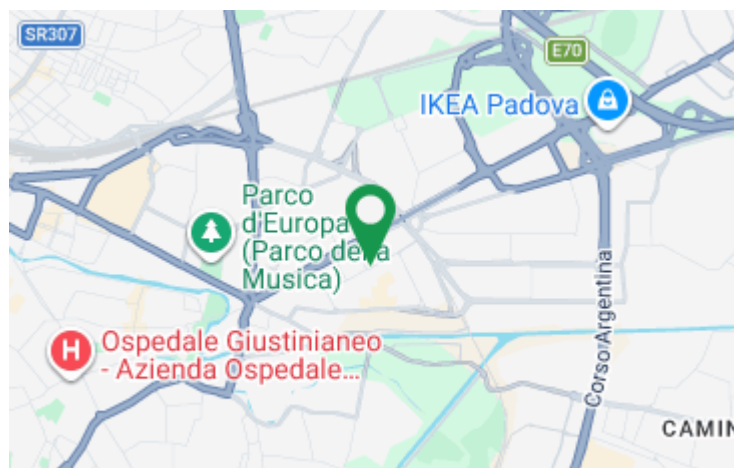 SR307
E70
IKEA Padova
Parco
d'Europa
(Parco della
Musica)
Ospedale Giustinianeo
- Azienda Ospedale...
Corso Argentina
CAMIN